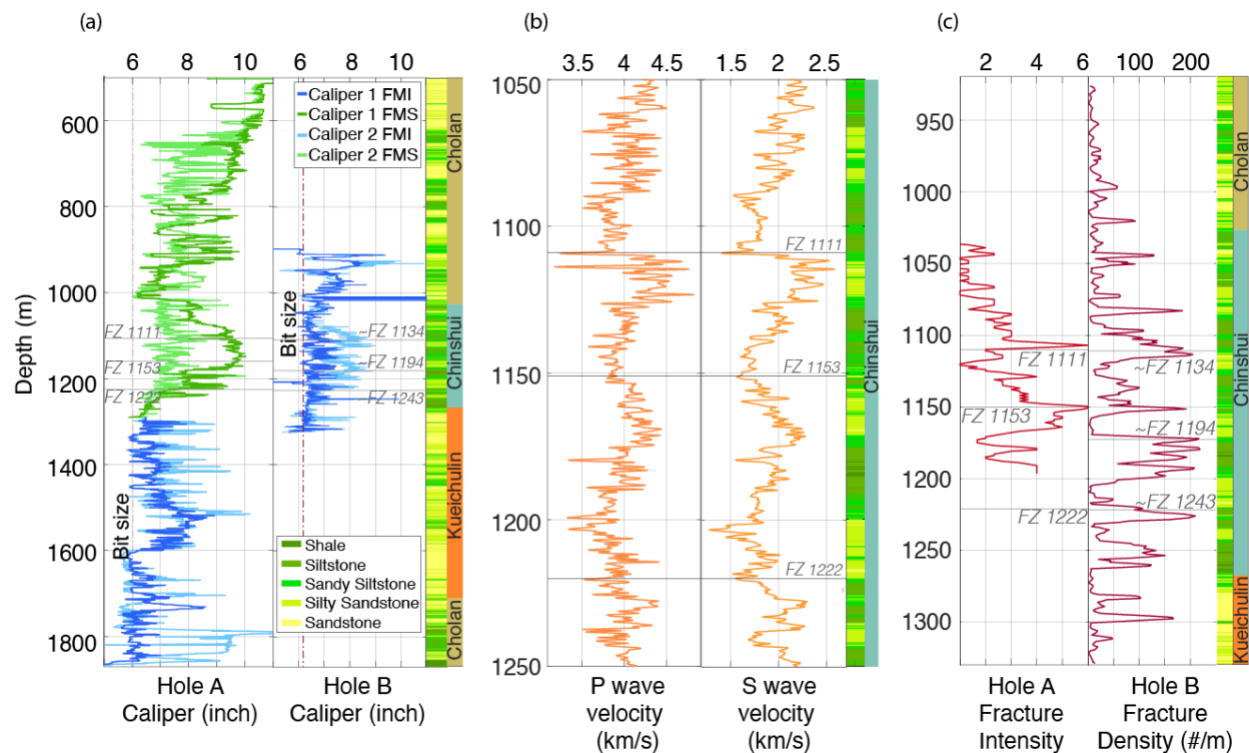 (a)
6 8 10
6 8 10
Caliper 1 FMI
Caliper 1 FMS
Caliper 2 FMI
Caliper 2 FMS
Depth (m)
600
800
1000
1200
1400
1600
1800
FZ 1111
FZ 1153
FZ 1222
Bit size
Bit size
~FZ 1134
~FZ 1194
~FZ 1243
Shale
Siltstone
Sandy Siltstone
Silty Sandstone
Sandstone
Cholan
Chinshui
Kueichulin
Cholan
Hole A
Caliper (inch)
Hole B
Caliper (inch)
(b)
3.5 4 4.5
1.5 2 2.5
1050
1100
1150
1200
1250
FZ 1111
FZ 1153
FZ 1222
Chinshui
P wave
velocity
(km/s)
S wave
velocity
(km/s)
(c)
2 4 6
100 200
950
1000
1050
1100
1150
1200
1250
1300
FZ 1111
FZ 1153
FZ 1222
~FZ 1134
~FZ 1194
~FZ 1243
Cholan
Chinshui
Kueichulin
Hole A
Fracture
Intensity
Hole B
Fracture
Density (#/m)